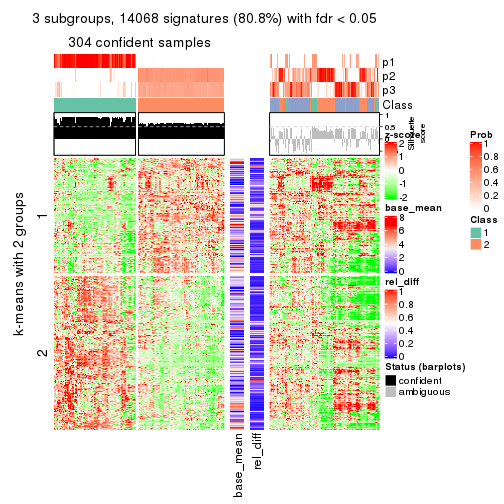 3 subgroups, 14068 signatures (80.8%) with fdr < 0.05
304 confident samples
p1
p2
p3
Class
1
0.5
0
Silhouette
score
k-means with 2 groups
1
2
base_mean
rel_diff
z-score
2
1
0
-1
-2
base_mean
8
6
4
2
0
rel_diff
1
0.8
0.6
0.4
0.2
0
Status (barplots)
confident
ambiguous
Prob
1
0.8
0.6
0.4
0.2
0
Class
1
2